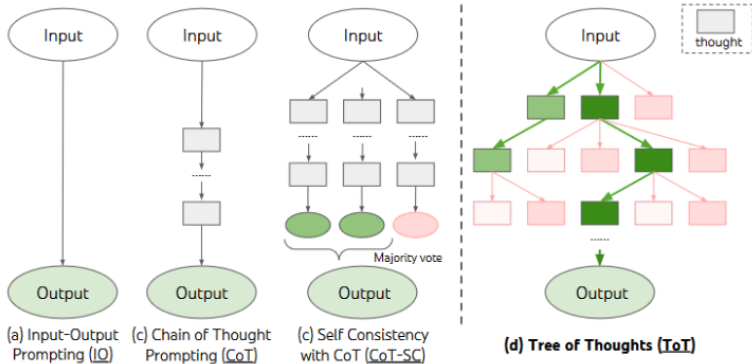 Input
Input
Input
Input
thought
......
......
......
......
......
Majority vote
Output
Output
Output
Output
(a) Input-Output
Prompting (IO)
(c) Chain of Thought
Prompting (CoT)
(c) Self Consistency
with CoT (CoT-SC)
(d) Tree of Thoughts (ToT)